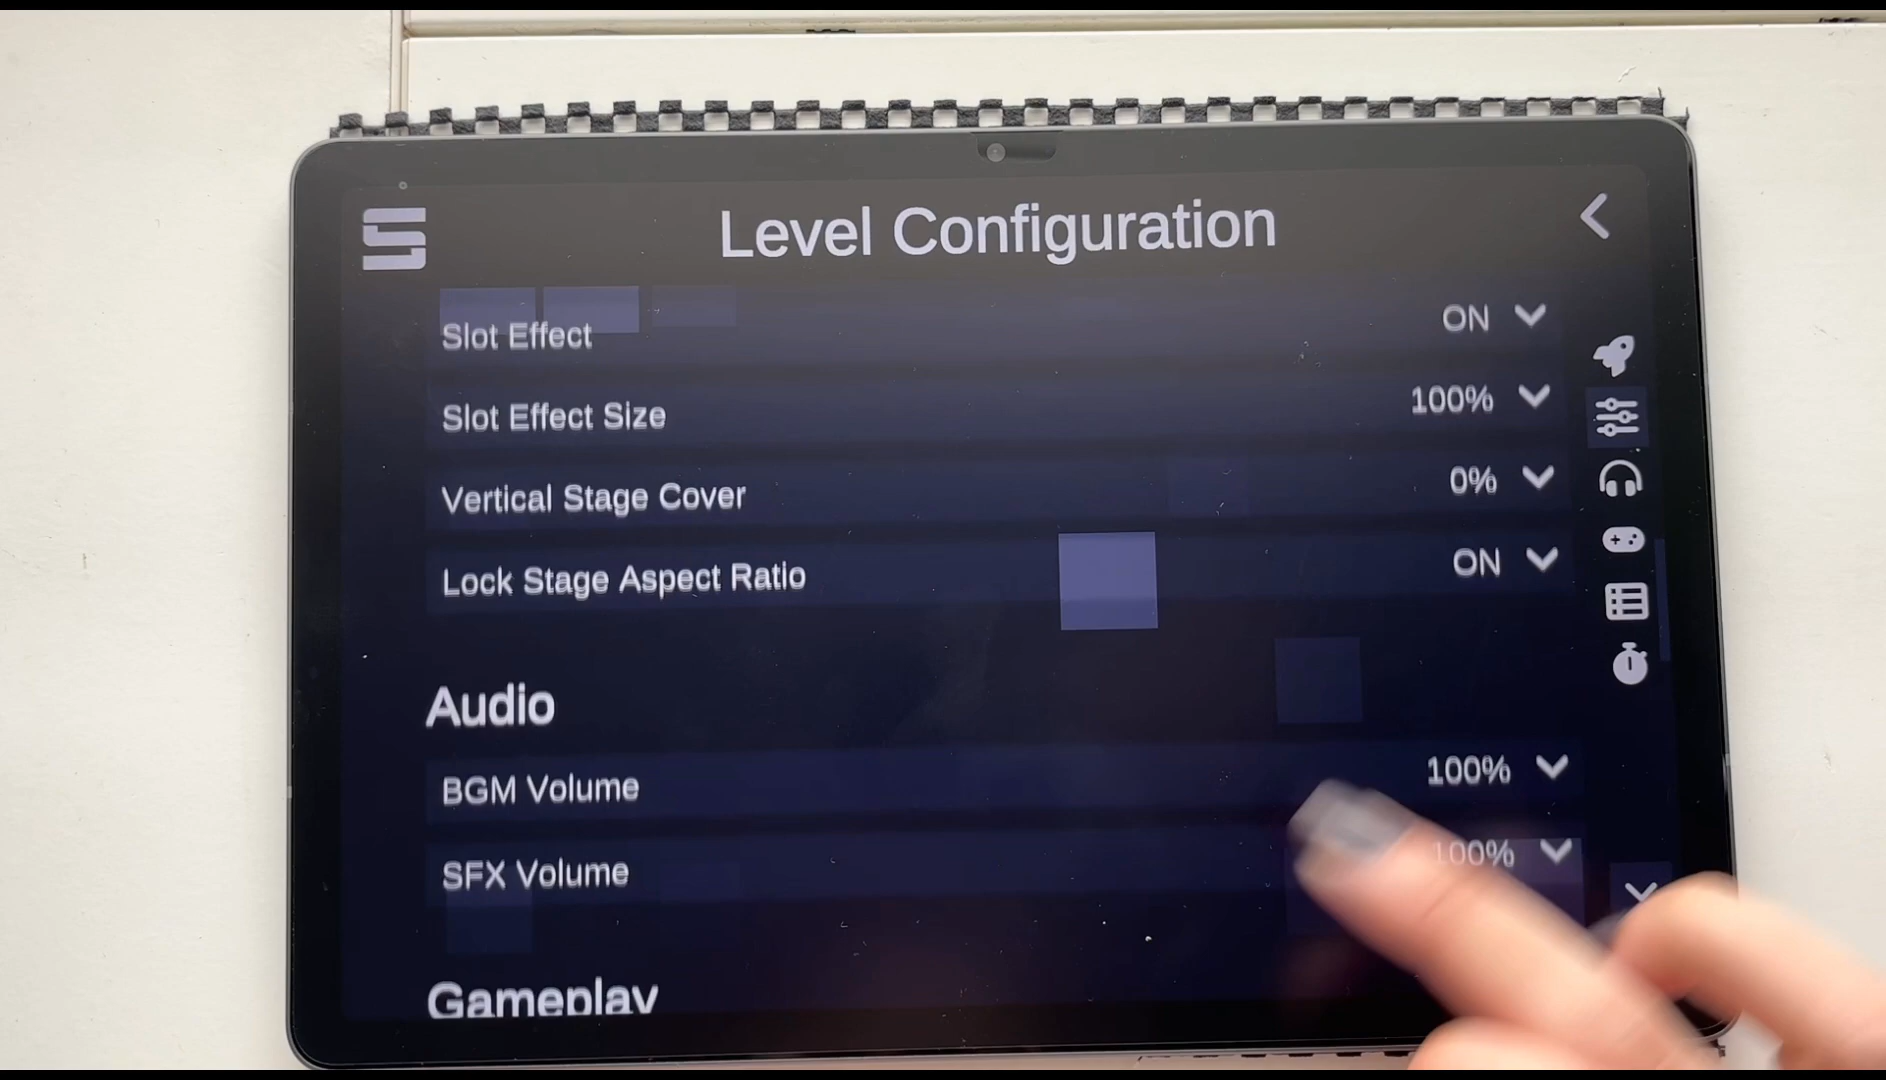 Level Configuration
Slot Effect ON
Slot Effect Size 100%
Vertical Stage Cover 0%
Lock Stage Aspect Ratio ON
Audio
BGM Volume 100%
SFX Volume 100%
Gameplay